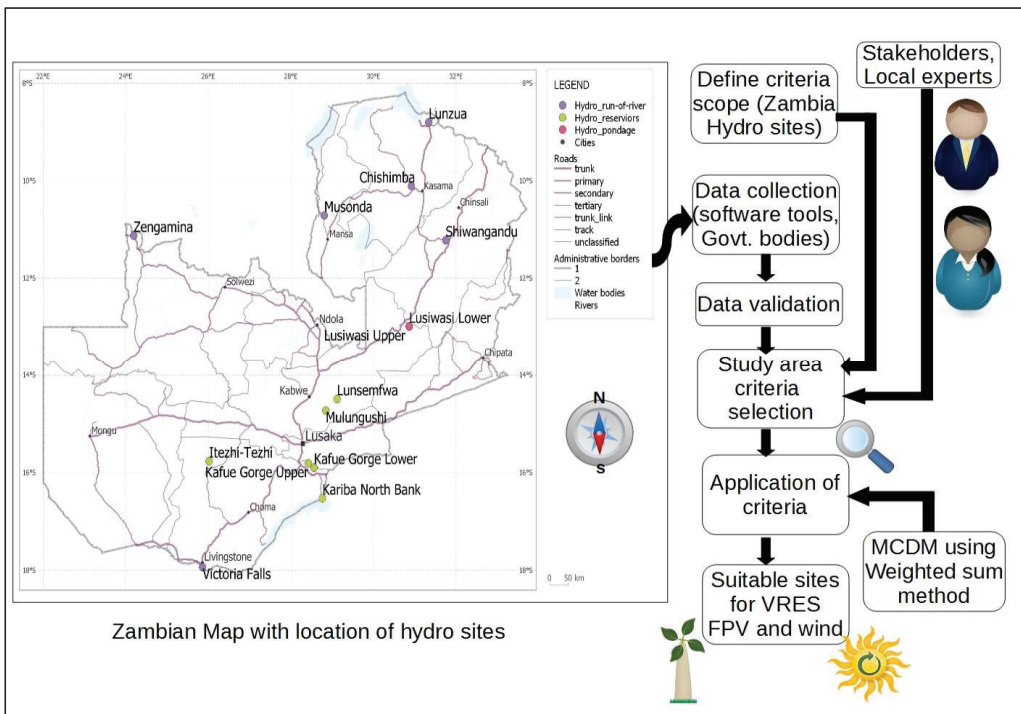 22°E 24°E 26°E 28°E 30°E 32°E
8°S 8°S
10°S 10°S
12°S 12°S
14°S 14°S
16°S 16°S
18°S 18°S
Lunzua
Chishimba
Kasama
Musonda
Chinsali
Zengamina
Mansa
Shiwangandu
Solwezi
Ndola
Lusiwasi Lower
Lusiwasi Upper
Chipata
Kabwe
Lunsemfwa
Mulungushi
Mongu
Lusaka
Itezhi-Tezhi
Kafue Gorge Lower
Kafue Gorge Upper
Kariba North Bank
Choma
Livingstone
Victoria Falls
LEGEND
Hydro_run-of-river
Hydro_reserviors
Hydro_pondage
Cities
Roads
trunk
primary
secondary
tertiary
trunk_link
track
unclassified
Administrative borders
1
2
Water bodies
Rivers
N
S
0 50 km
Zambian Map with location of hydro sites
Define criteria
scope (Zambia
Hydro sites)
Stakeholders,
Local experts
Data collection
(software tools,
Govt. bodies)
Data validation
Study area
criteria
selection
Application of
criteria
MCDM using
Weighted sum
method
Suitable sites
for VRES
FPV and wind